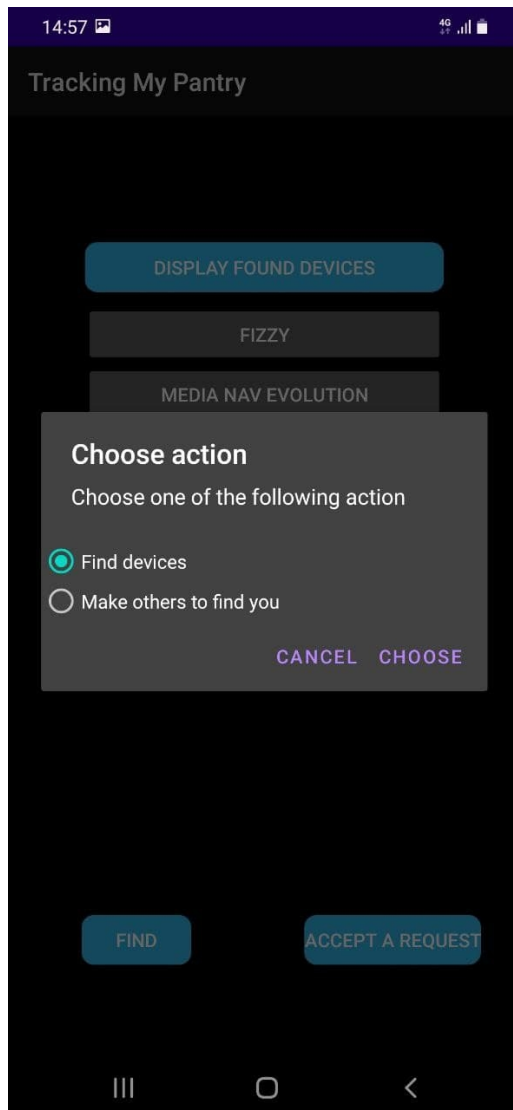 14:57
4G
Tracking My Pantry
DISPLAY FOUND DEVICES
FIZZY
MEDIA NAV EVOLUTION
Choose action
Choose one of the following action
Find devices
Make others to find you
CANCEL CHOOSE
FIND ACCEPT A REQUEST